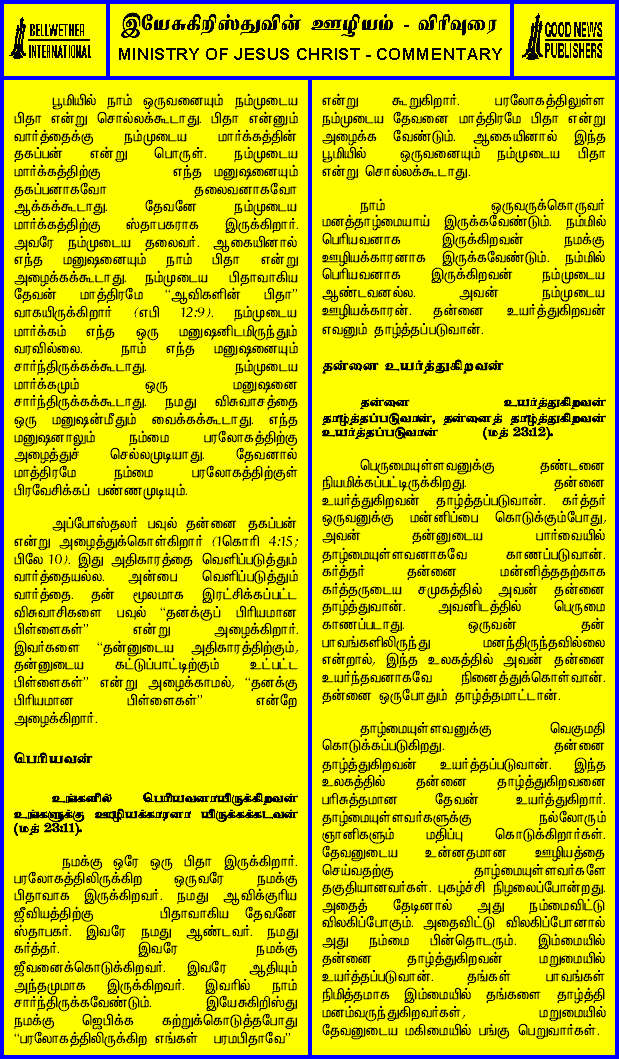 BELLWETHER
INTERNATIONAL
இயேசுகிறிஸ்துவின் ஊழியம் - விரிவுரை
MINISTRY OF JESUS CHRIST - COMMENTARY
GOOD NEWS
PUBLISHERS
பூமியில் நாம் ஒருவனையும் நம்முடைய
பிதா என்று சொல்லக்கூடாது. பிதா என்னும்
வார்த்தைக்கு நம்முடைய மார்க்கத்தின்
தகப்பன் என்று பொருள். நம்முடைய
மார்க்கத்திற்கு எந்த மனுஷனையும்
தகப்பனாகவோ தலைவனாகவோ
ஆக்கக்கூடாது. தேவனே நம்முடைய
மார்க்கத்திற்கு ஸ்தாபகராக இருக்கிறார்.
அவரே நம்முடைய தலைவர். ஆகையினால்
எந்த மனுஷனையும் நாம் பிதா என்று
அழைக்கக்கூடாது. நம்முடைய பிதாவாகிய
தேவன் மாத்திரமே “ஆவிகளின் பிதா”
வாகயிருக்கிறார் (எபி 12:9). நம்முடைய
மார்க்கம் எந்த ஒரு மனுஷனிடமிருந்தும்
வரவில்லை. நாம் எந்த மனுஷனையும்
சார்ந்திருக்கக்கூடாது. நம்முடைய
மார்க்கமும் ஒரு மனுஷனை
சார்ந்திருக்கக்கூடாது. நமது விசுவாசத்தை
ஒரு மனுஷன்மீதும் வைக்கக்கூடாது. எந்த
மனுஷனாலும் நம்மை பரலோகத்திற்கு
அழைத்துச் செல்லமுடியாது. தேவனால்
மாத்திரமே நம்மை பரலோகத்திற்குள்
பிரவேசிக்கப் பண்ணமுடியும்.
அப்போஸ்தலர் பவுல் தன்னை தகப்பன்
என்று அழைத்துக்கொள்கிறார் (1கொரி 4:15;
பிலே 10). இது அதிகாரத்தை வெளிப்படுத்தும்
வார்த்தையல்ல. அன்பை வெளிப்படுத்தும்
வார்த்தை. தன் மூலமாக இரட்சிக்கப்பட்ட
விசுவாசிகளை பவுல் “தனக்குப் பிரியமான
பிள்ளைகள்” என்று அழைக்கிறார்.
இவர்களை “தன்னுடைய அதிகாரத்திற்கும்,
தன்னுடைய கட்டுப்பாட்டிற்கும் உட்பட்ட
பிள்ளைகள்” என்று அழைக்காமல், “தனக்கு
பிரியமான பிள்ளைகள்” என்றே
அழைக்கிறார்.
பெரியவன்
உங்களில் பெரியவனாயிருக்கிறவன்
உங்களுக்கு ஊழியக்காரனா யிருக்கக்கடவன்
(மத் 23:11).
நமக்கு ஒரே ஒரு பிதா இருக்கிறார்.
பரலோகத்திலிருக்கிற ஒருவரே நமக்கு
பிதாவாக இருக்கிறவர். நமது ஆவிக்குரிய
ஜீவியத்திற்கு பிதாவாகிய தேவனே
ஸ்தாபகர். இவரே நமது ஆண்டவர். நமது
கர்த்தர். இவரே நமக்கு
ஜீவனைக்கொடுக்கிறவர். இவரே ஆதியும்
அந்தமுமாக இருக்கிறவர். இவரில் நாம்
சார்ந்திருக்கவேண்டும். இயேசுகிறிஸ்து
நமக்கு ஜெபிக்க கற்றுக்கொடுத்தபோது
“பரலோகத்திலிருக்கிற எங்கள் பரமபிதாவே”
என்று கூறுகிறார். பரலோகத்திலுள்ள
நம்முடைய தேவனை மாத்திரமே பிதா என்று
அழைக்க வேண்டும். ஆகையினால் இந்த
பூமியில் ஒருவனையும் நம்முடைய பிதா
என்று சொல்லக்கூடாது.
நாம் ஒருவருக்கொருவர்
மனத்தாழ்மையாய் இருக்கவேண்டும். நம்மில்
பெரியவனாக இருக்கிறவன் நமக்கு
ஊழியக்காரனாக இருக்கவேண்டும். நம்மில்
பெரியவனாக இருக்கிறவன் நம்முடைய
ஆண்டவனல்ல. அவன் நம்முடைய
ஊழியக்காரன். தன்னை உயர்த்துகிறவன்
எவனும் தாழ்த்தப்படுவான்.
தன்னை உயர்த்துகிறவன்
தன்னை உயர்த்துகிறவன்
தாழ்த்தப்படுவான், தன்னைத் தாழ்த்துகிறவன்
உயர்த்தப்படுவான் (மத் 23:12).
பெருமையுள்ளவனுக்கு தண்டனை
நியமிக்கப்பட்டிருக்கிறது. தன்னை
உயர்த்துகிறவன் தாழ்த்தப்படுவான். கர்த்தர்
ஒருவனுக்கு மன்னிப்பை கொடுக்கும்போது,
அவன் தன்னுடைய பார்வையில்
தாழ்மையுள்ளவனாகவே காணப்படுவான்.
கர்த்தர் தன்னை மன்னித்ததற்காக
கர்த்தருடைய சமுகத்தில் அவன் தன்னை
தாழ்த்துவான். அவனிடத்தில் பெருமை
காணப்படாது. ஒருவன் தன்
பாவங்களிலிருந்து மனந்திருந்தவில்லை
என்றால், இந்த உலகத்தில் அவன் தன்னை
உயர்ந்தவனாகவே நினைத்துக்கொள்வான்.
தன்னை ஒருபோதும் தாழ்த்தமாட்டான்.
தாழ்மையுள்ளவனுக்கு வெகுமதி
கொடுக்கப்படுகிறது. தன்னை
தாழ்த்துகிறவன் உயர்த்தப்படுவான். இந்த
உலகத்தில் தன்னை தாழ்த்துகிறவனை
பரிசுத்தமான தேவன் உயர்த்துகிறார்.
தாழ்மையுள்ளவர்களுக்கு நல்லோரும்
ஞானிகளும் மதிப்பு கொடுக்கிறார்கள்.
தேவனுடைய உன்னதமான ஊழியத்தை
செய்வதற்கு தாழ்மையுள்ளவர்களே
தகுதியானவர்கள். புகழ்ச்சி நிழலைப்போன்றது.
அதைத் தேடினால் அது நம்மைவிட்டு
விலகிப்போகும். அதைவிட்டு விலகிப்போனால்
அது நம்மை பின்தொடரும். இம்மையில்
தன்னை தாழ்த்துகிறவன் மறுமையில்
உயர்த்தப்படுவான். தங்கள் பாவங்கள்
நிமித்தமாக இம்மையில் தங்களை தாழ்த்தி
மனம்வருந்துகிறவர்கள், மறுமையில்
தேவனுடைய மகிமையில் பங்கு பெறுவார்கள்.